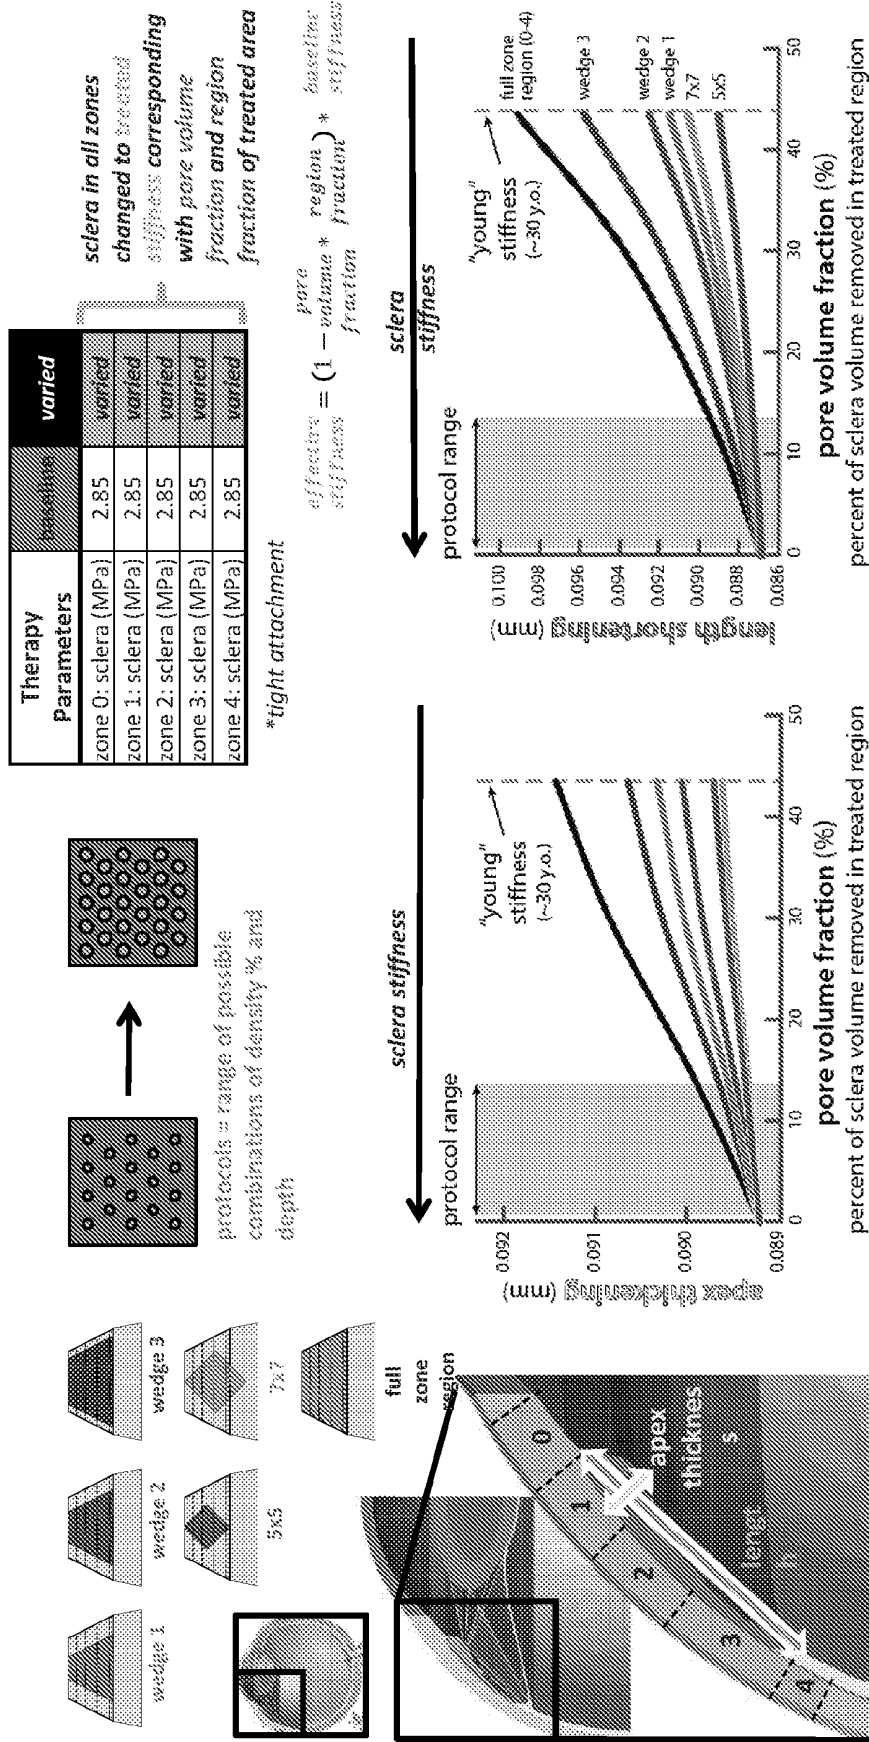 wedge 1
wedge 2
wedge 3
5x5
7x7
full
zone
region
protocols = range of possible
combinations of density % and
depth
Therapy Parameters baseline varied
zone 0: sclera (MPa) 2.85 varied
zone 1: sclera (MPa) 2.85 varied
zone 2: sclera (MPa) 2.85 varied
zone 3: sclera (MPa) 2.85 varied
zone 4: sclera (MPa) 2.85 varied
*tight attachment
sclera in all zones
changed to treated
stiffness corresponding
with pore volume
fraction and region
fraction of treated area
effective stiffness = (1 - pore volume fraction * region fraction) * baseline stiffness
0
1
2
3
4
apex
thicknes
s
sclera stiffness
protocol range
"young"
stiffness
(~30 y.o.)
apex thickening (mm)
0.092
0.091
0.090
0.089
0 10 20 30 40 50
pore volume fraction (%)
percent of sclera volume removed in treated region
sclera
stiffness
protocol range
"young"
stiffness
(~30 y.o.)
full zone
region (0-4)
wedge 3
wedge 2
wedge 1
7x7
5x5
length shortening (mm)
0.100
0.098
0.096
0.094
0.092
0.090
0.088
0.086
0 10 20 30 40 50
pore volume fraction (%)
percent of sclera volume removed in treated region